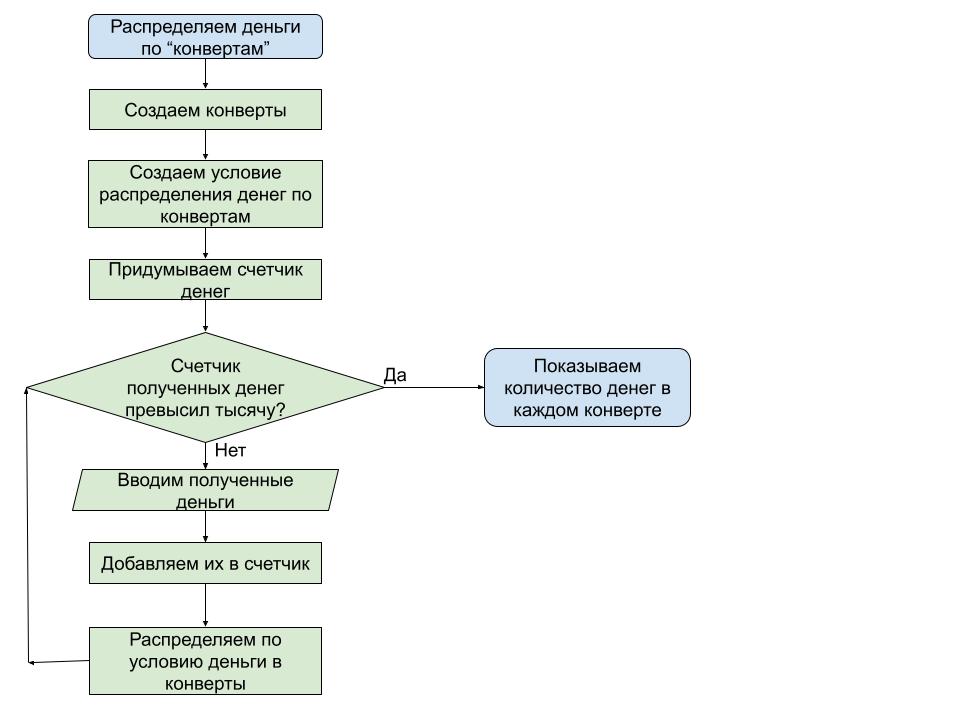 Распределяем деньги
по “конвертам”
Создаем конверты
Создаем условие
распределения денег по
конвертам
Придумываем счетчик
денег
Счетчик
полученных денег
превысил тысячу?
Да
Показываем
количество денег в
каждом конверте
Нет
Вводим полученные
деньги
Добавляем их в счетчик
Распределяем по
условию деньги в
конверты